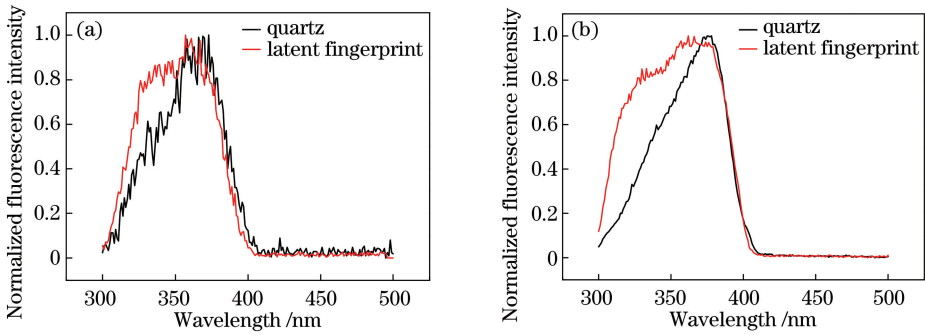 (a)
quartz
latent fingerprint
Normalized fluorescence intensity
1.0
0.8
0.6
0.4
0.2
0
300
350
400
450
500
Wavelength /nm
(b)
quartz
latent fingerprint
Normalized fluorescence intensity
1.0
0.8
0.6
0.4
0.2
0
300
350
400
450
500
Wavelength /nm